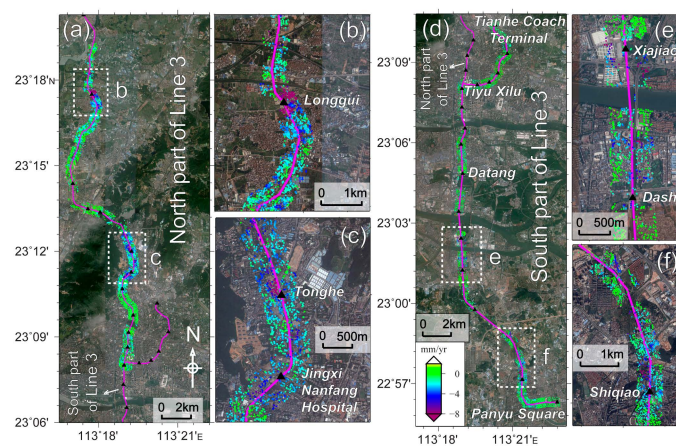 (a)
23°18′N
23°15′
23°12′
23°09′
23°06′
North part of Line 3
b
c
South part
of Line 3
N
0 2km
113°18′
113°21′E
(b)
Longgui
0 1km
(c)
Tonghe
0 500m
Jingxi
Nanfang
Hospital
(d)
Tianhe Coach
Terminal
23°09′
23°06′
23°03′
23°00′
22°57′
North part
of Line 3
Tiyu Xilu
Datang
South part of Line 3
e
0 2km
mm/yr
0
−4
−8
f
Panyu Square
113°18′
113°21′E
(e)
Xiajiao
Dash
0 500m
(f)
0 1km
Shiqiao